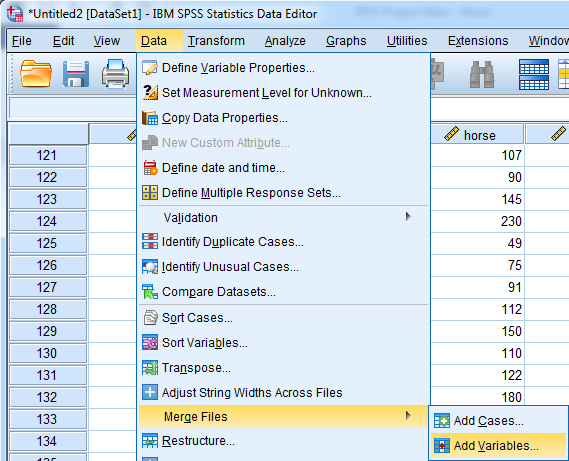 *Untitled2 [DataSet1] - IBM SPSS Statistics Data Editor
File Edit View Data Transform Analyze Graphs Utilities Extensions Window
Define Variable Properties...
Set Measurement Level for Unknown...
Copy Data Properties...
New Custom Attribute...
Define date and time...
Define Multiple Response Sets...
Validation
Identify Duplicate Cases...
Identify Unusual Cases...
Compare Datasets...
Sort Cases...
Sort Variables...
Transpose...
Adjust String Widths Across Files
Merge Files
Restructure...
Add Cases...
Add Variables...
horse
121 107
122 90
123 145
124 230
125 49
126 75
127 91
128 112
129 150
130 110
131 122
132 180
133
134